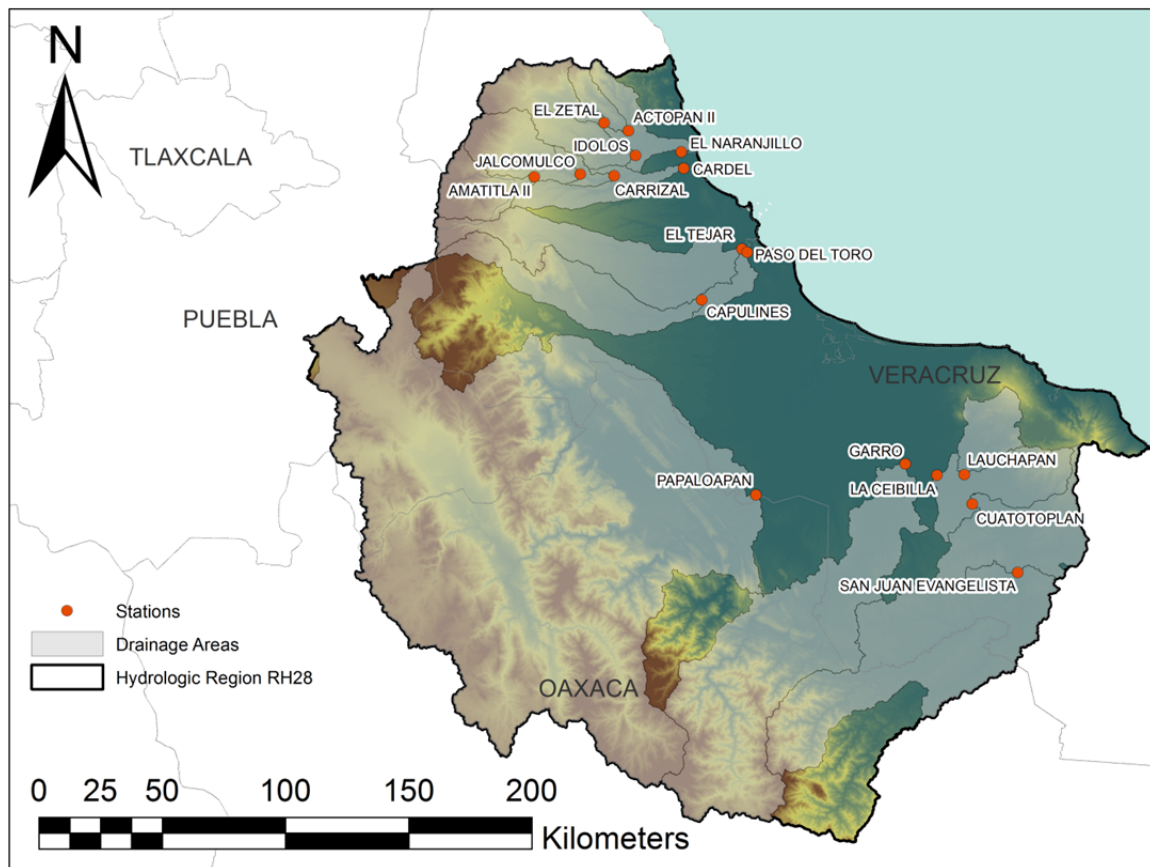 N
TLAXCALA
PUEBLA
EL ZETAL
ACTOPAN II
IDOLOS
EL NARANJILLO
JALCOMULCO
CARDEL
AMATITLA II
CARRIZAL
EL TEJAR
PASO DEL TORO
CAPULINES
VERACRUZ
GARRO
LAUCHAPAN
PAPALOAPAN
LA CEIBILLA
CUATOTOPLAN
SAN JUAN EVANGELISTA
OAXACA
Stations
Drainage Areas
Hydrologic Region RH28
0 25 50 100 150 200
Kilometers